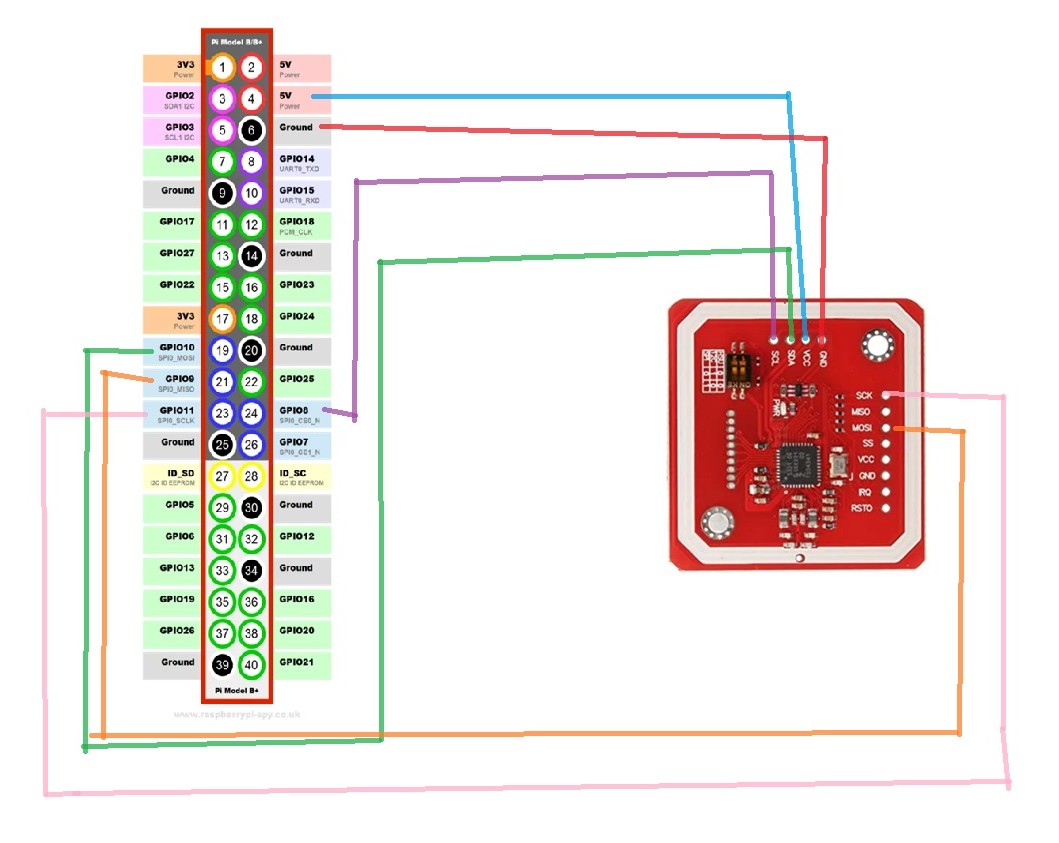 Pi Model B/B+
3V3 1 2 5V
Power Power
GPIO2 3 4 5V
SDA1 I2C Power
GPIO3 5 6 Ground
SCL1 I2C
GPIO4 7 8 GPIO14
UART0_TXD
Ground 9 10 GPIO15
UART0_RXD
GPIO17 11 12 GPIO18
PCM_CLK
GPIO27 13 14 Ground
GPIO22 15 16 GPIO23
3V3 17 18 GPIO24
Power
GPIO10 19 20 Ground
SPI0_MOSI
GPIO9 21 22 GPIO25
SPI0_MISO
GPIO11 23 24 GPIO8
SPI0_SCLK SPI0_CE0_N
Ground 25 26 GPIO7
SPI0_CE1_N
ID_SD 27 28 ID_SC
I2C ID EEPROM I2C ID EEPROM
GPIO5 29 30 Ground
GPIO6 31 32 GPIO12
GPIO13 33 34 Ground
GPIO19 35 36 GPIO16
GPIO26 37 38 GPIO20
Ground 39 40 GPIO21
Pi Model B+
www.raspberrypi-spy.co.uk
SCL
SDA
VCC
GND
PWR
SCK
MISO
MOSI
SS
VCC
GND
IRQ
RSTO